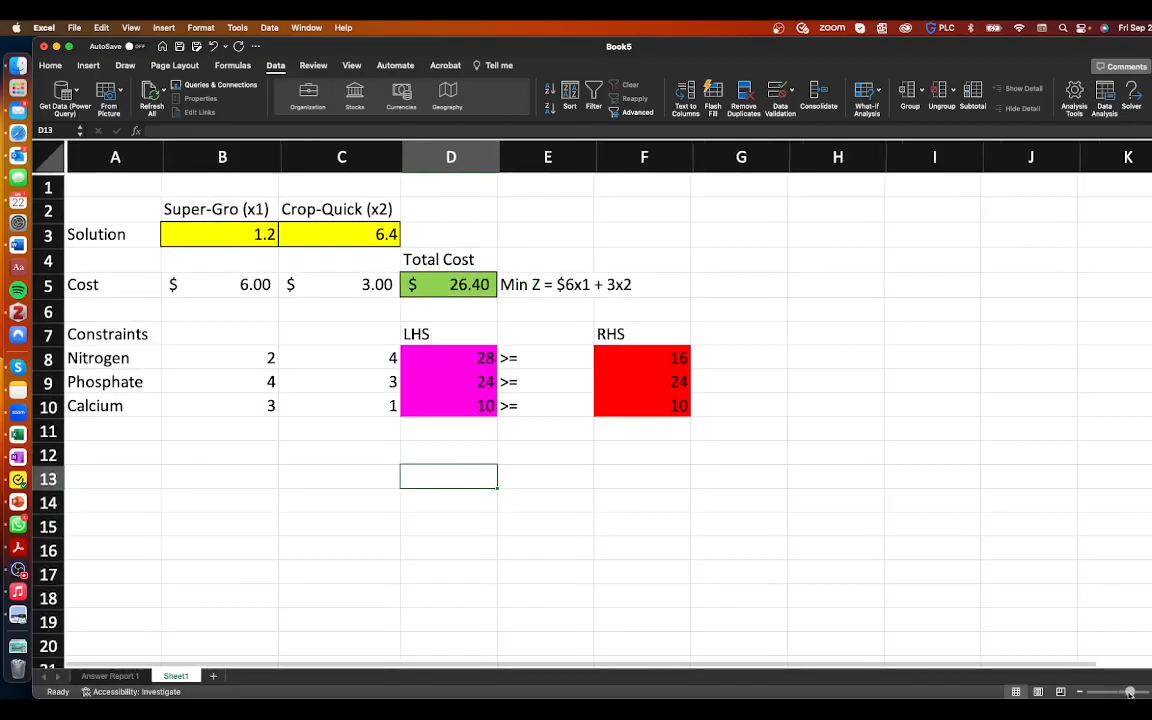 Excel File Edit View Insert Format Tools Data Window Help zoom PLC Fri Sep 2
AutoSave OFF Book5
Home Insert Draw Page Layout Formulas Data Review View Automate Acrobat Tell me Comments
Get Data (Power Query) From Picture Refresh All Queries & Connections Properties Edit Links Organization Stocks Currencies Geography Sort Filter Clear Reapply Advanced Text to Columns Flash Fill Remove Duplicates Data Validation Consolidate What-if Analysis Group Ungroup Subtotal Show Detail Hide Detail Analysis Tools Data Analysis Solver
D13 fx
A B C D E F G H I J K
1
2 Super-Gro (x1) Crop-Quick (x2)
3 Solution 1.2 6.4
4 Total Cost
5 Cost $ 6.00 $ 3.00 $ 26.40 Min Z = $6x1 + 3x2
6
7 Constraints LHS RHS
8 Nitrogen 2 4 28 >= 16
9 Phosphate 4 3 24 >= 24
10 Calcium 3 1 10 >= 10
11
12
13
14
15
16
17
18
19
20
Answer Report 1 Sheet1 +
Ready Accessibility: Investigate